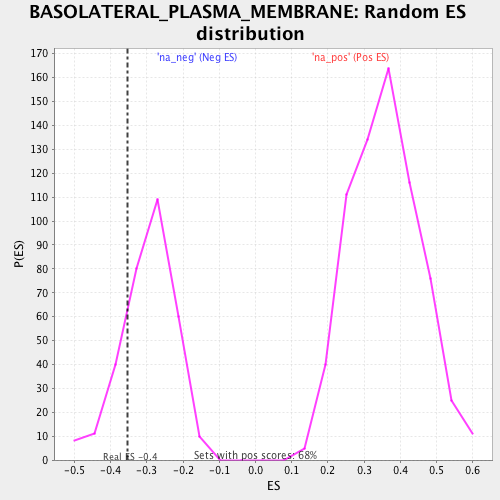 BASOLATERAL_PLASMA_MEMBRANE: Random ES
distribution
'na_neg' (Neg ES)
'na_pos' (Pos ES)
170
160
150
140
130
120
110
100
90
80
70
60
50
40
30
20
10
0
P(ES)
Real ES -0.4
Sets with pos scores: 68%
-0.5 -0.4 -0.3 -0.2 -0.1 0.0 0.1 0.2 0.3 0.4 0.5 0.6
ES